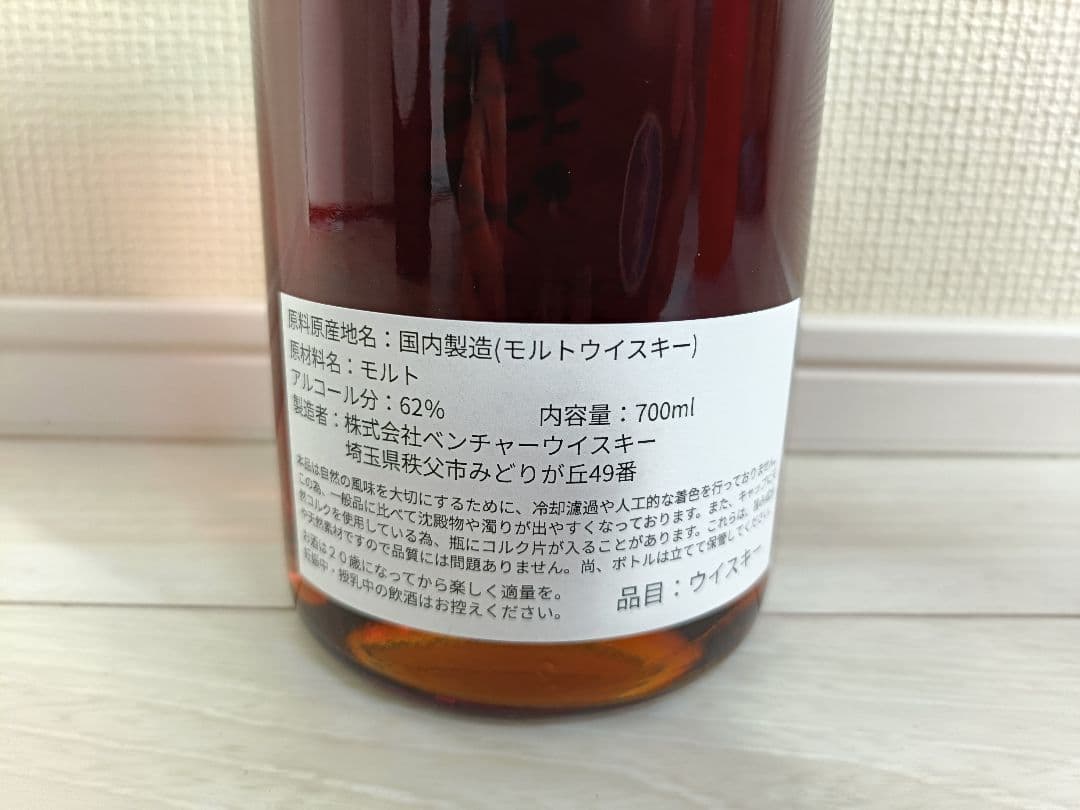 原料原産地名：国内製造(モルトウイスキー)
原材料名：モルト
アルコール分：62%　内容量：700ml
製造者：株式会社ベンチャーウイスキー
埼玉県秩父市みどりが丘49番
本品は自然の風味を大切にするために、冷却濾過や人工的な着色を行っておりません。
この為、一般品に比べて沈殿物や濁りが出やすくなっております。また、キャップに天
然コルクを使用している為、瓶にコルク片が入ることがあります。これらは、
や天然素材ですので品質には問題ありません。尚、ボトルは立てて保管してください。
お酒は２０歳になってから楽しく適量を。
妊娠中・授乳中の飲酒はお控えください。
品目：ウイスキー